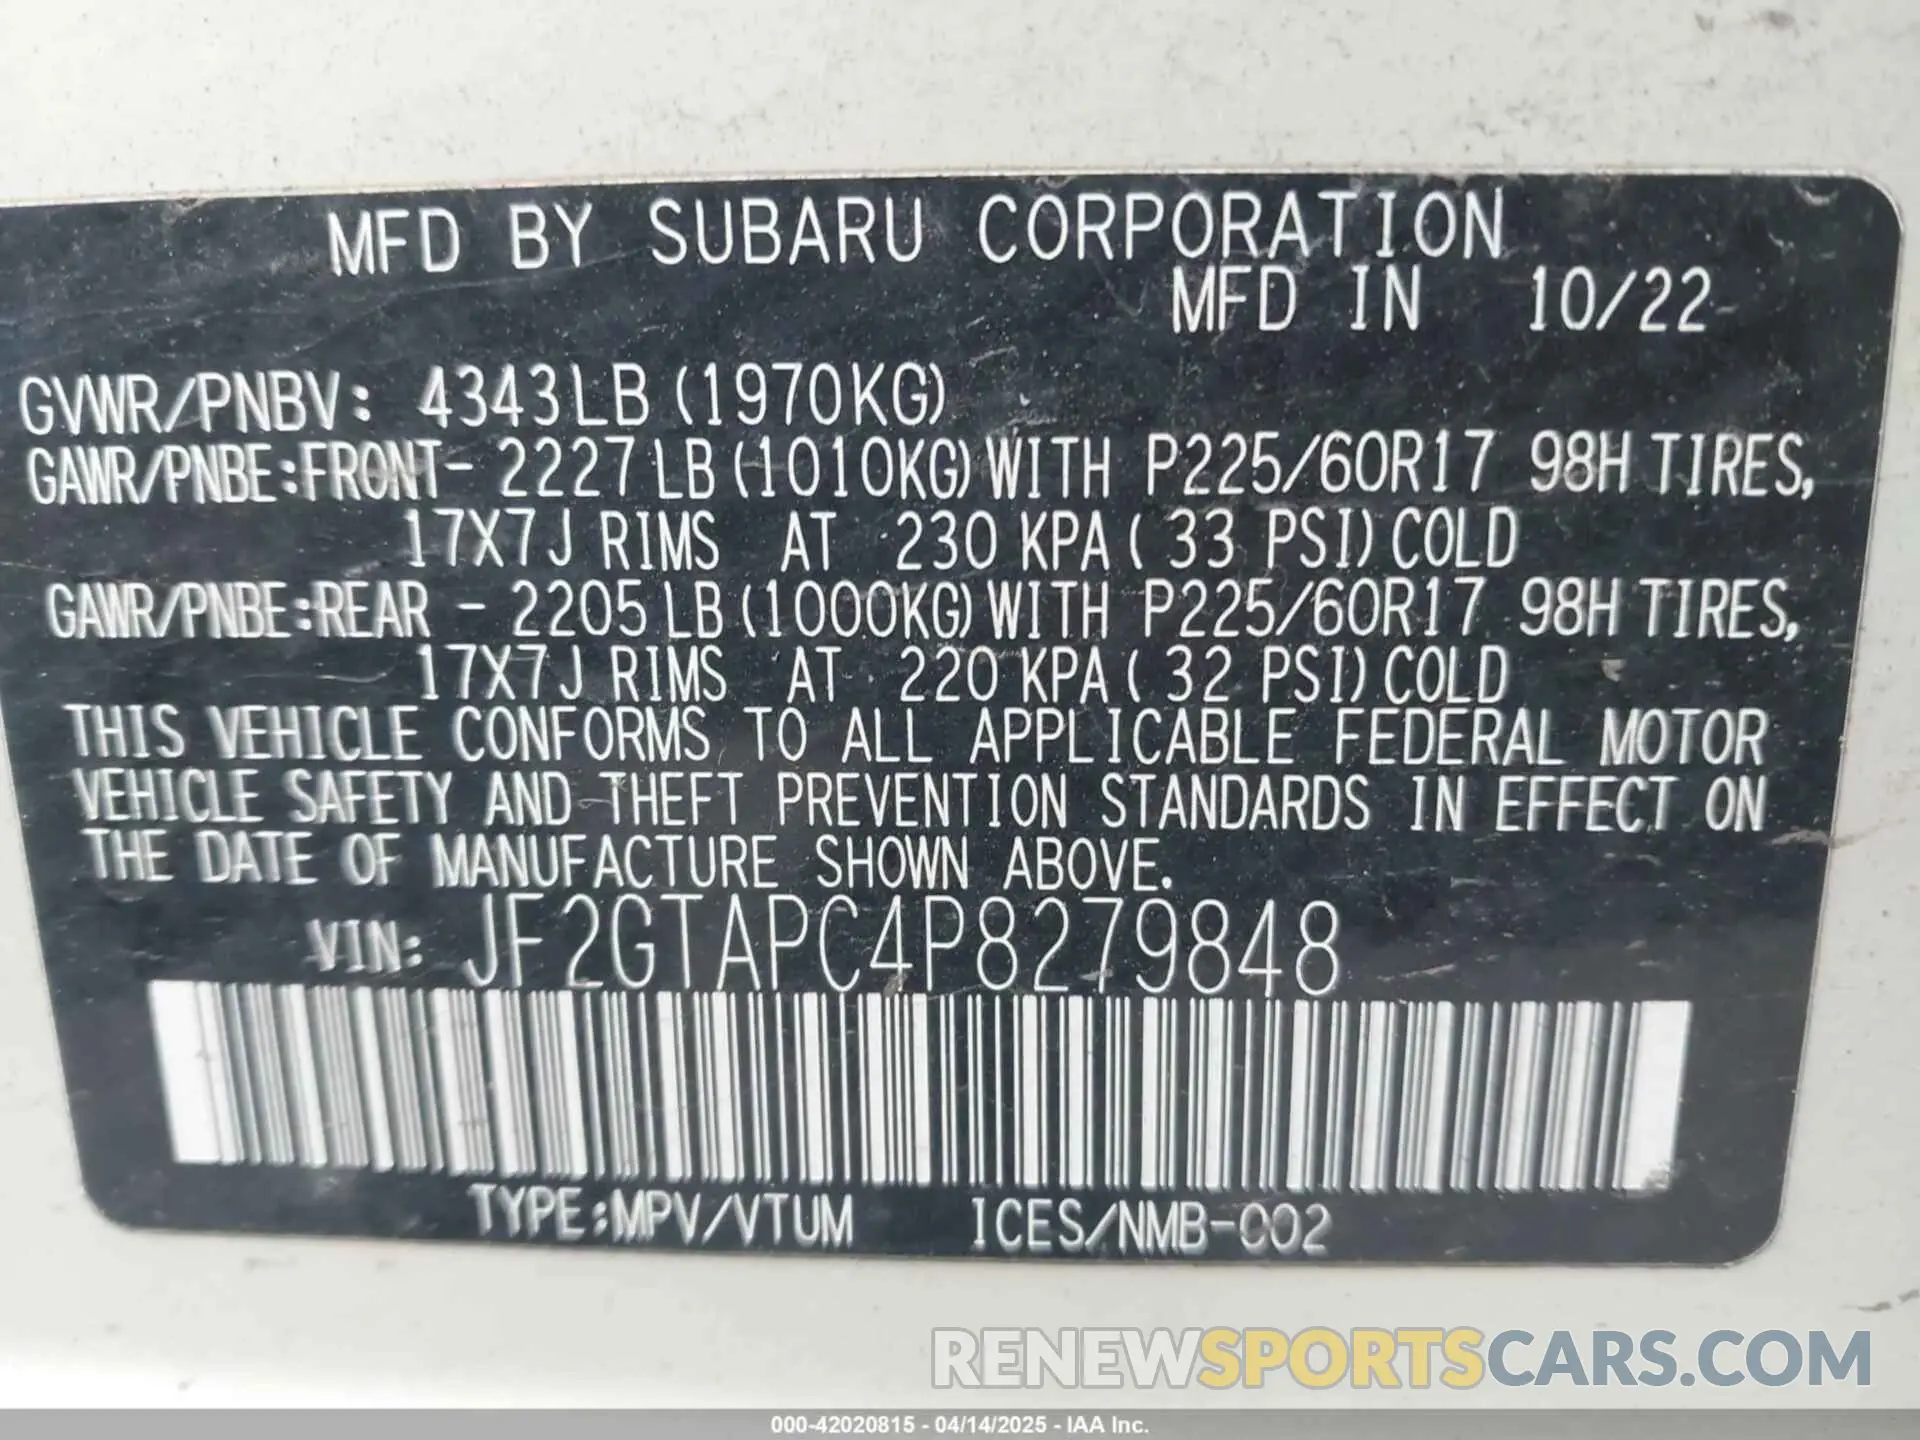 MFD BY SUBARU CORPORATION
MFD IN 10/22
GVWR/PNBV: 4343LB (1970KG)
GAWR/PNBE:FRONT- 2227LB (1010KG) WITH P225/60R17 98H TIRES,
17X7J RIMS AT 230 KPA ( 33 PSI) COLD
GAWR/PNBE:REAR - 2205LB (1000KG) WITH P225/60R17 98H TIRES,
17X7J RIMS AT 220 KPA ( 32 PSI) COLD
THIS VEHICLE CONFORMS TO ALL APPLICABLE FEDERAL MOTOR
VEHICLE SAFETY AND THEFT PREVENTION STANDARDS IN EFFECT ON
THE DATE OF MANUFACTURE SHOWN ABOVE.
VIN: JF2GTAPC4P8279848
TYPE:MPV/VTUM ICES/NMB-002
RENEWSPORTSCARS.COM
000-42020815 - 04/14/2025 - IAA Inc.